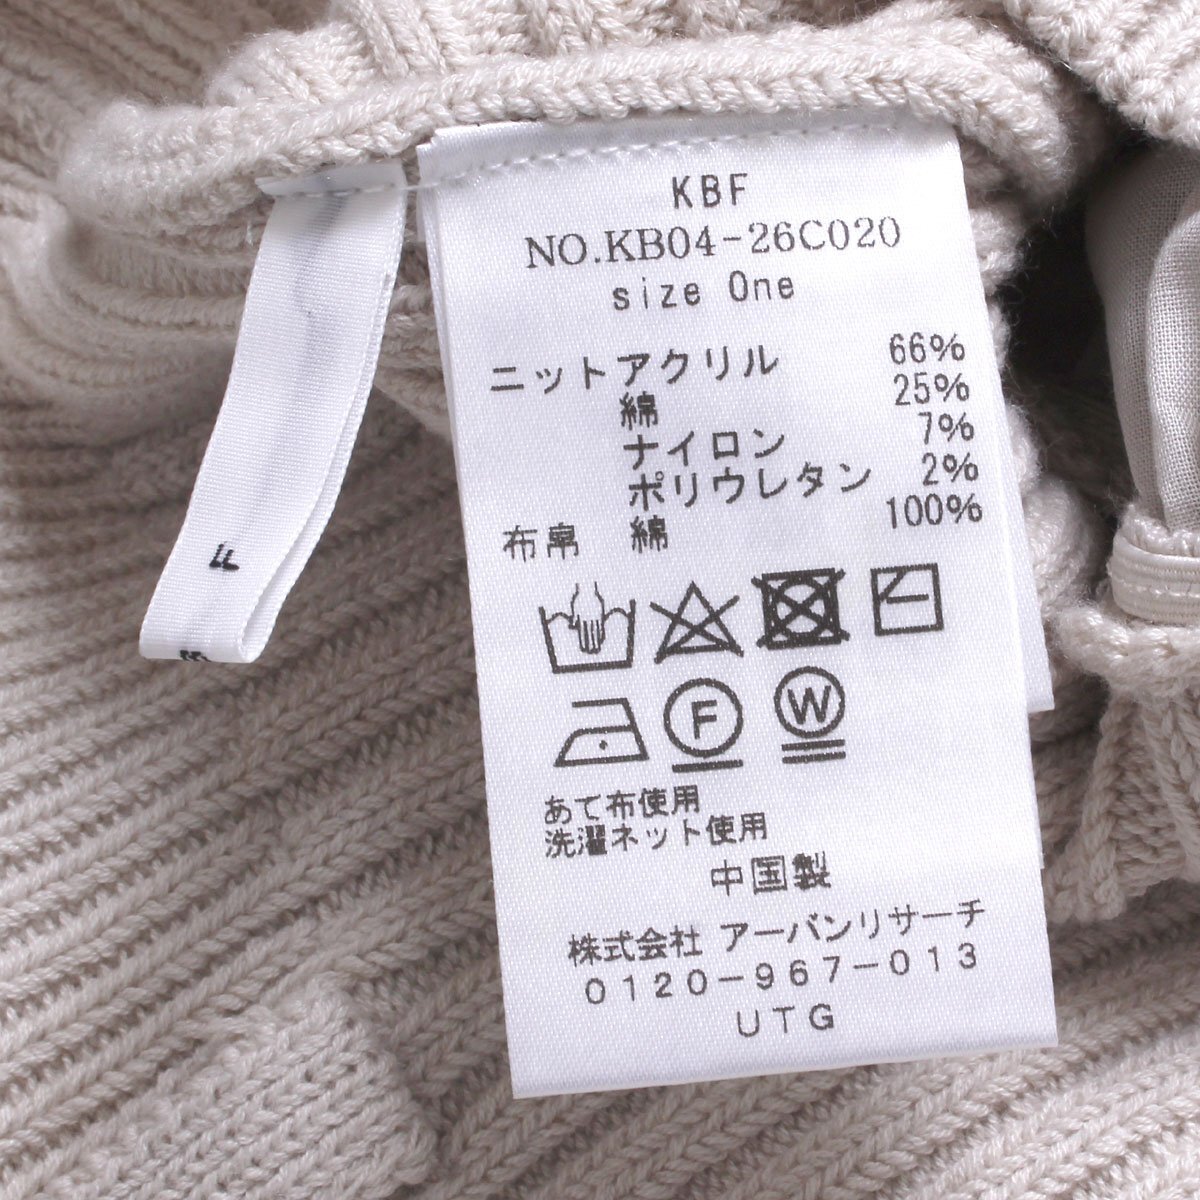 KBF
NO.KB04-26C020
size One
ニットアクリル 66%
綿 25%
ナイロン 7%
ポリウレタン 2%
布帛 綿 100%
F
W
あて布使用
洗濯ネット使用
中国製
株式会社 アーバンリサーチ
0120-967-013
UTG
F